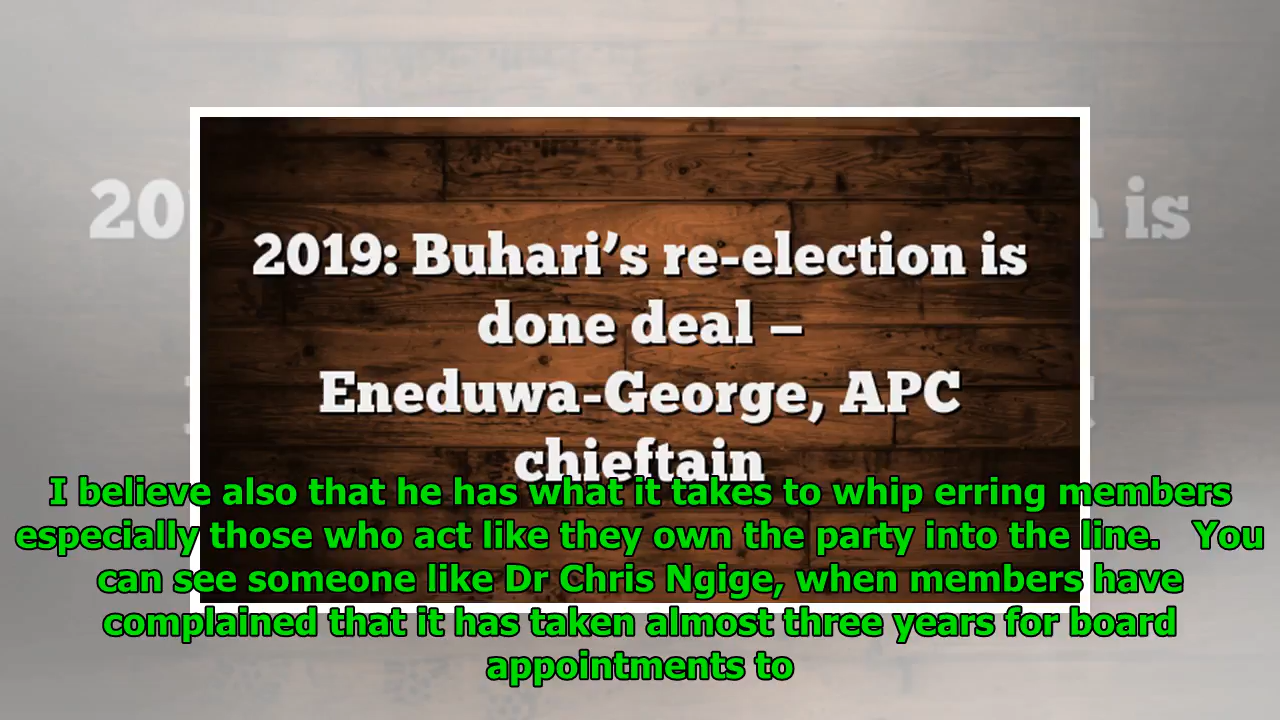 2019: Buhari’s re-election is
done deal –
Eneduwa-George, APC
chieftain
I believe also that he has what it takes to whip erring members
especially those who act like they own the party into the line.   You
can see someone like Dr Chris Ngige, when members have
complained that it has taken almost three years for board
appointments to